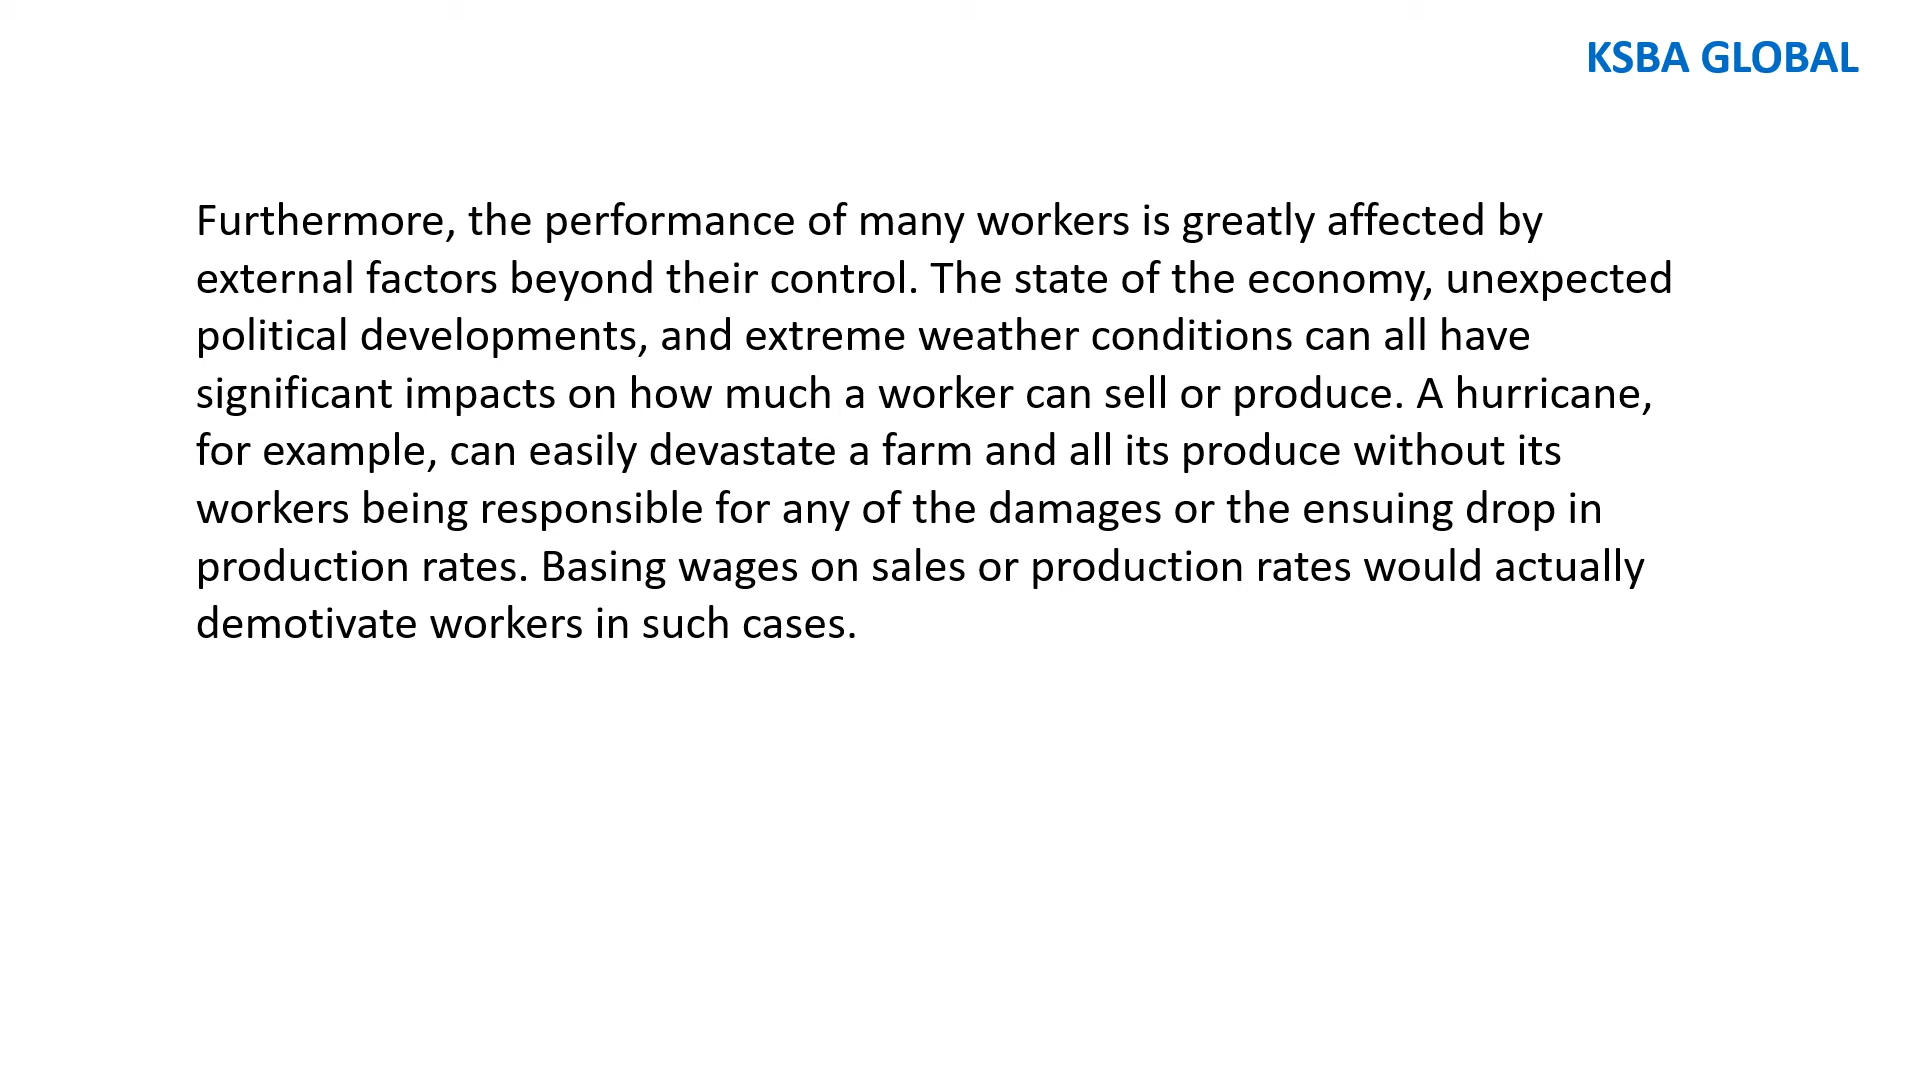 KSBA GLOBAL
Furthermore, the performance of many workers is greatly affected by
external factors beyond their control. The state of the economy, unexpected
political developments, and extreme weather conditions can all have
significant impacts on how much a worker can sell or produce. A hurricane,
for example, can easily devastate a farm and all its produce without its
workers being responsible for any of the damages or the ensuing drop in
production rates. Basing wages on sales or production rates would actually
demotivate workers in such cases.